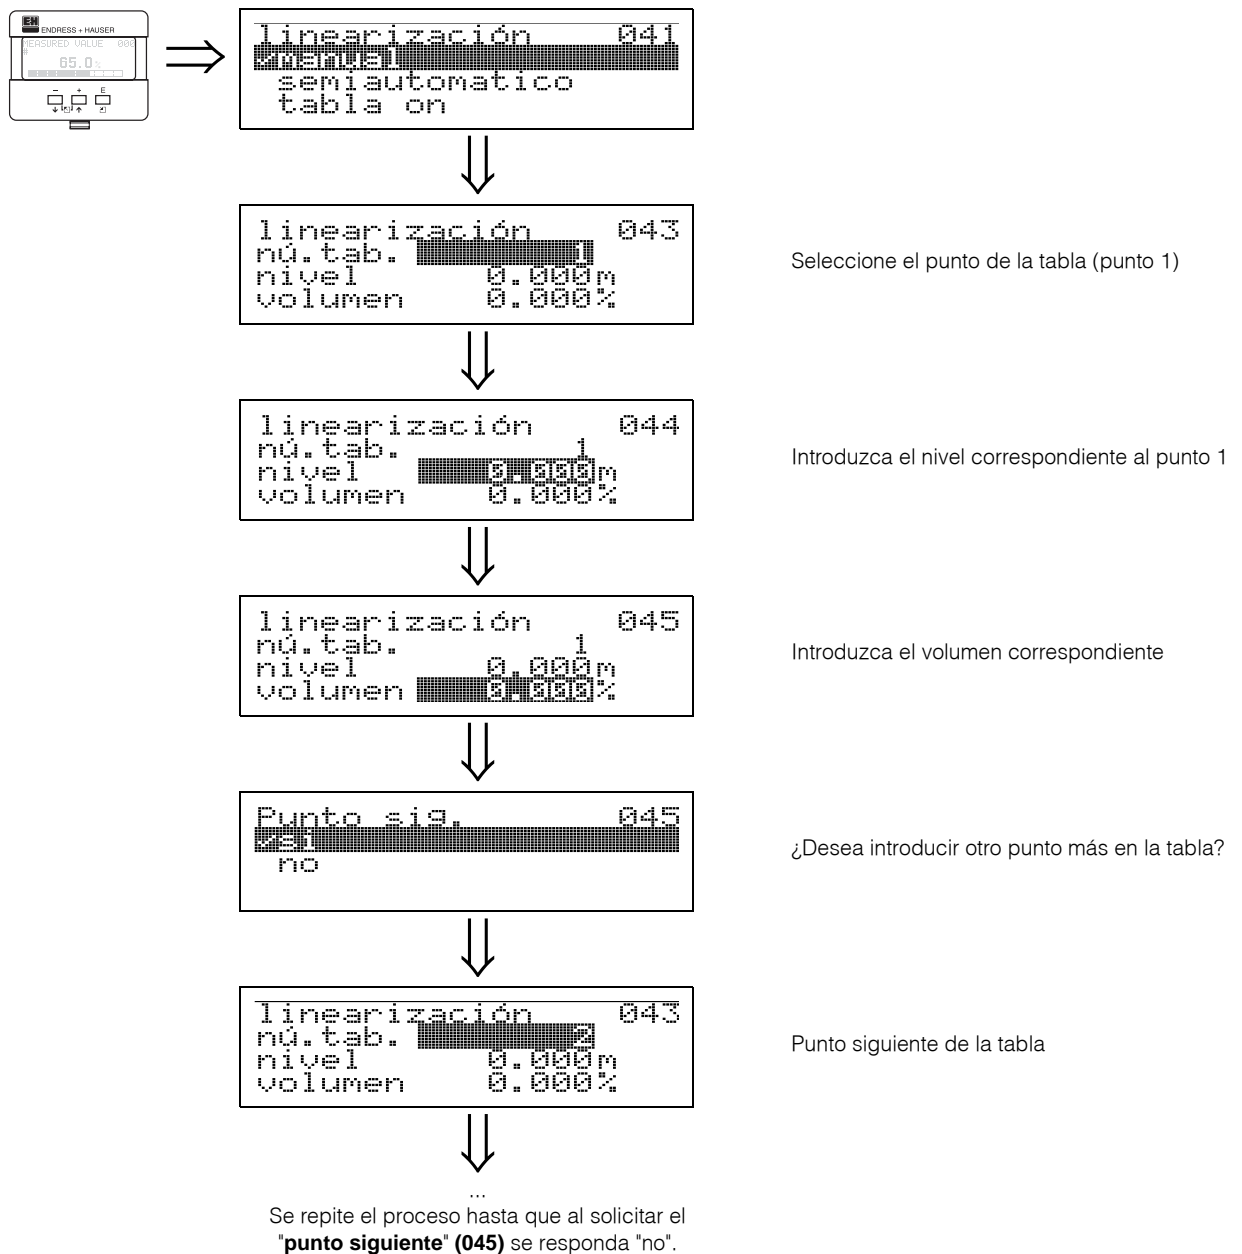 EH
ENDRESS + HAUSER
MEASURED VALUE 000
#
65.0 %
- + E
linearización 041
✓manual
semiautomatico
tabla on
linearización 043
nú.tab. 1
nivel 0.000m
volumen 0.000%
Seleccione el punto de la tabla (punto 1)
linearización 044
nú.tab. 1
nivel 0.000m
volumen 0.000%
Introduzca el nivel correspondiente al punto 1
linearización 045
nú.tab. 1
nivel 0.000m
volumen 0.000%
Introduzca el volumen correspondiente
Punto sig. 045
✓si
no
¿Desea introducir otro punto más en la tabla?
linearización 043
nú.tab. 2
nivel 0.000m
volumen 0.000%
Punto siguiente de la tabla
...
Se repite el proceso hasta que al solicitar el
"punto siguiente" (045) se responda "no".